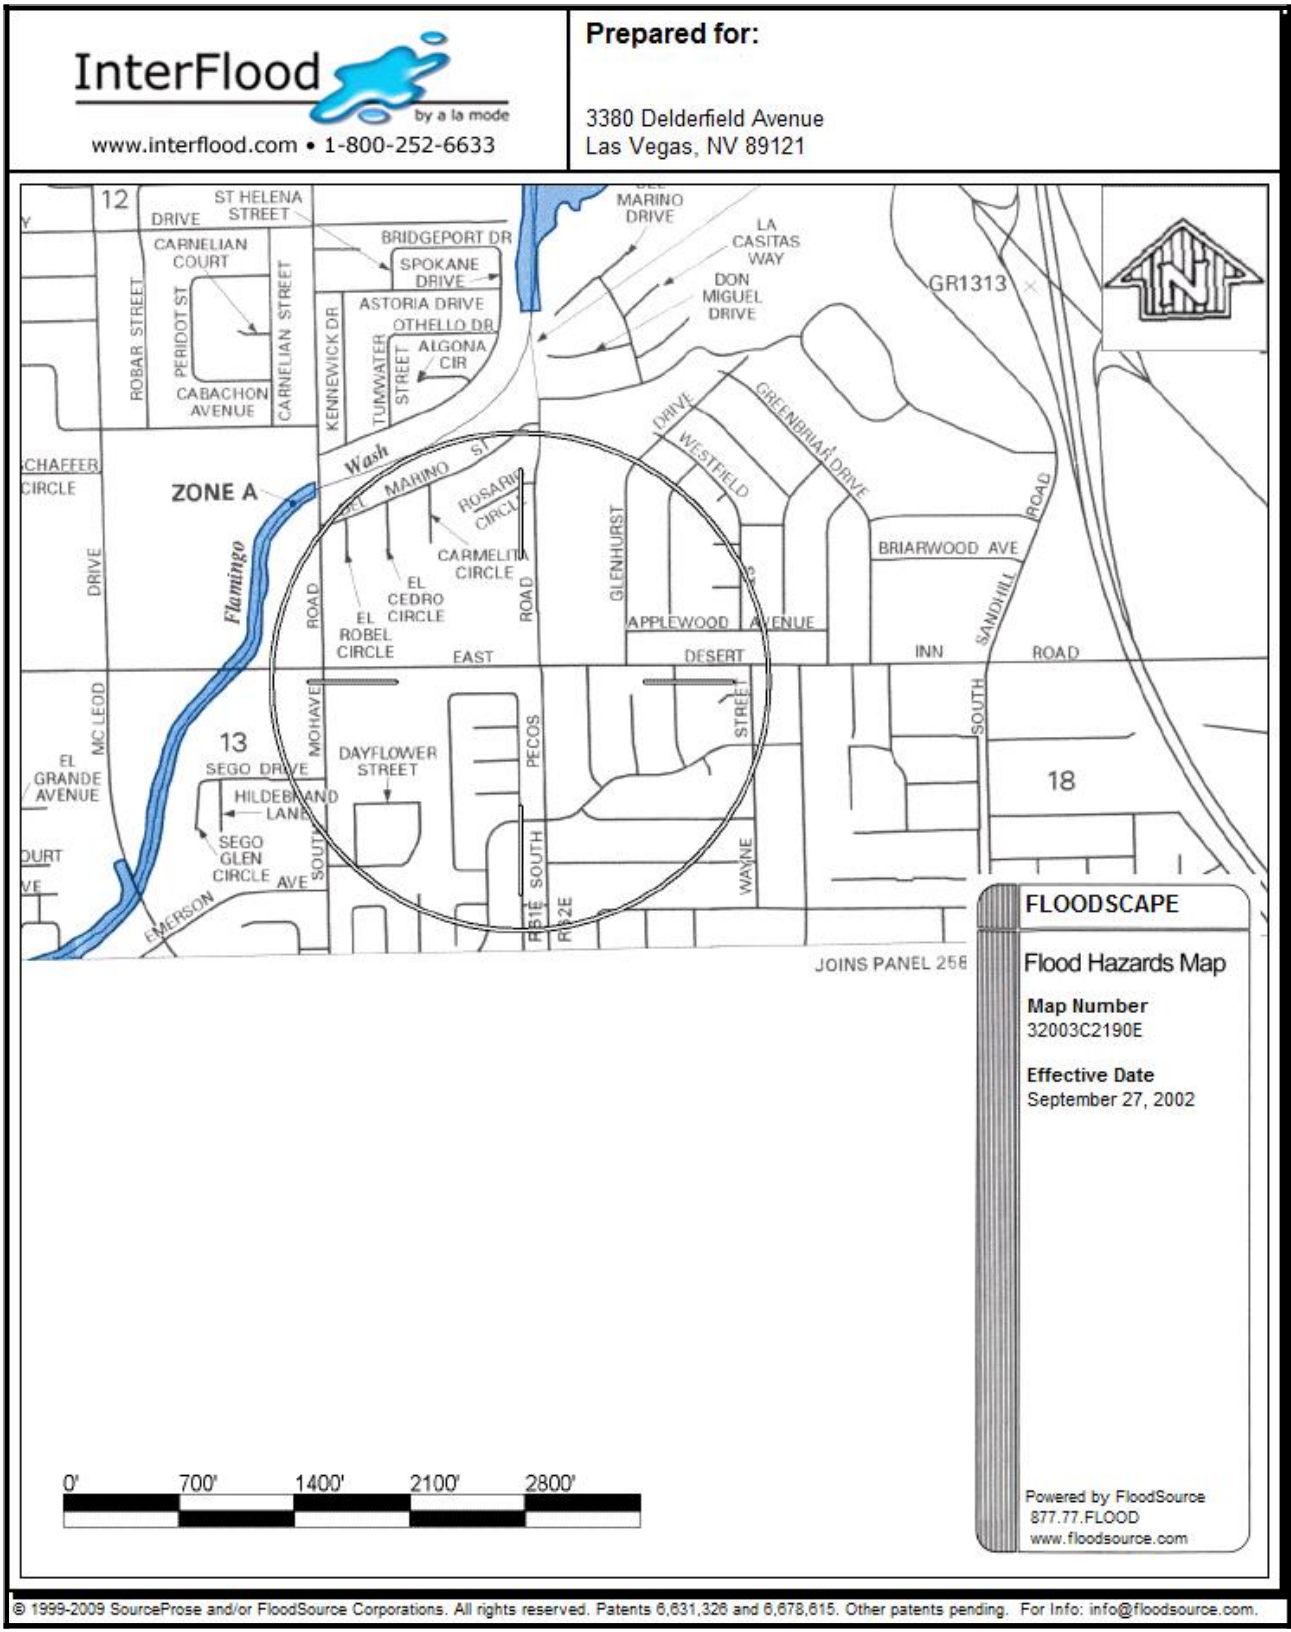 InterFlood
by a la mode
www.interflood.com • 1-800-252-6633
Prepared for:
3380 Delderfield Avenue
Las Vegas, NV 89121
12
DRIVE
ST HELENA
STREET
CARNELIAN
COURT
ROBAR STREET
PERIDOT ST
CARNELIAN STREET
CABACHON
AVENUE
BRIDGEPORT DR
SPOKANE
DRIVE
ASTORIA DRIVE
OTHELLO DR
ALGONA
CIR
KENNEWICK DR
TUMWATER
STREET
MARINO
DRIVE
LA
CASITAS
WAY
DON
MIGUEL
DRIVE
GR1313
N
SCHAFFER
CIRCLE
ZONE A
Flamingo
Wash
DEL MARINO ST
ROSARIO
CIRCLE
CARMELITA
CIRCLE
EL
CEDRO
CIRCLE
EL
ROBEL
CIRCLE
DRIVE
ROAD
ROAD
GLENHURST
DRIVE
WESTFIELD
ST
GREENBRIAR DRIVE
BRIARWOOD AVE
APPLEWOOD AVENUE
SANDHILL
ROAD
EAST DESERT INN ROAD
MC LEOD
MOHAVE
SOUTH
13
SEGO DRIVE
HILDEBRAND
LANE
SEGO
GLEN
CIRCLE
EL
GRANDE
AVENUE
OURT
VE
EMERSON AVE
DAYFLOWER
STREET
PECOS
SOUTH
R61E
R62E
STREET
WAYNE
SOUTH
18
JOINS PANEL 258
FLOODSCAPE
Flood Hazards Map
Map Number
32003C2190E
Effective Date
September 27, 2002
Powered by FloodSource
877.77.FLOOD
www.floodsource.com
0' 700' 1400' 2100' 2800'
© 1999-2009 SourceProse and/or FloodSource Corporations. All rights reserved. Patents 6,631,326 and 6,678,615. Other patents pending. For Info: info@floodsource.com.